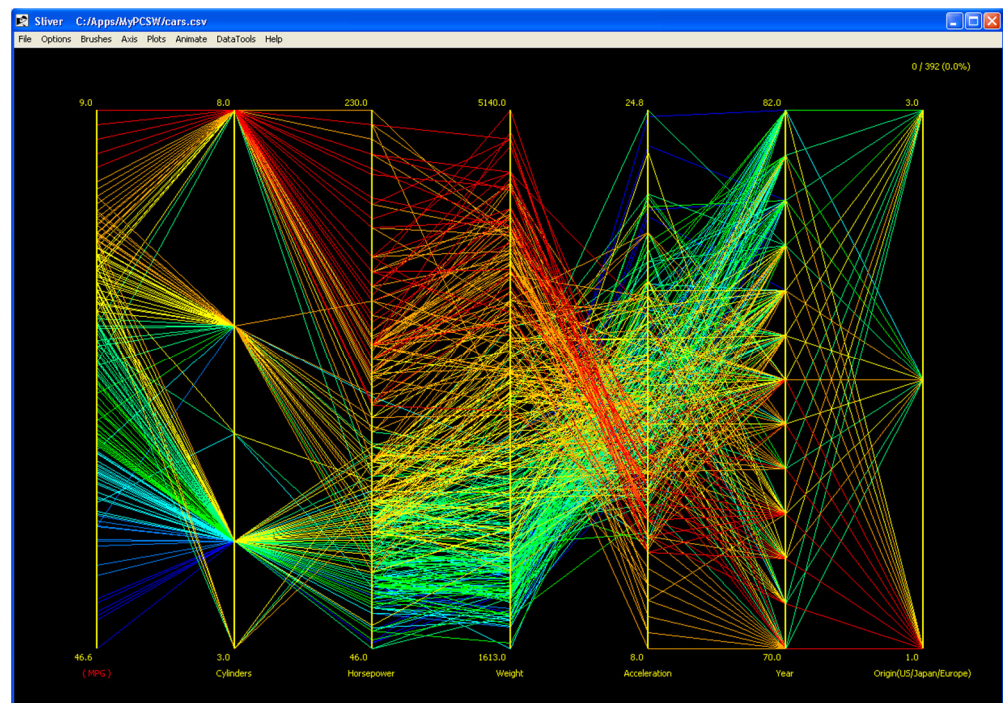 Sliver C:/Apps/MyPCSW/cars.csv
File Options Brushes Axis Plots Animate DataTools Help
0 / 392 (0.0%)
9.0 8.0 230.0 5140.0 24.8 82.0 3.0
46.6 3.0 46.0 1613.0 8.0 70.0 1.0
( MPG ) Cylinders Horsepower Weight Acceleration Year Origin(US/Japan/Europe)